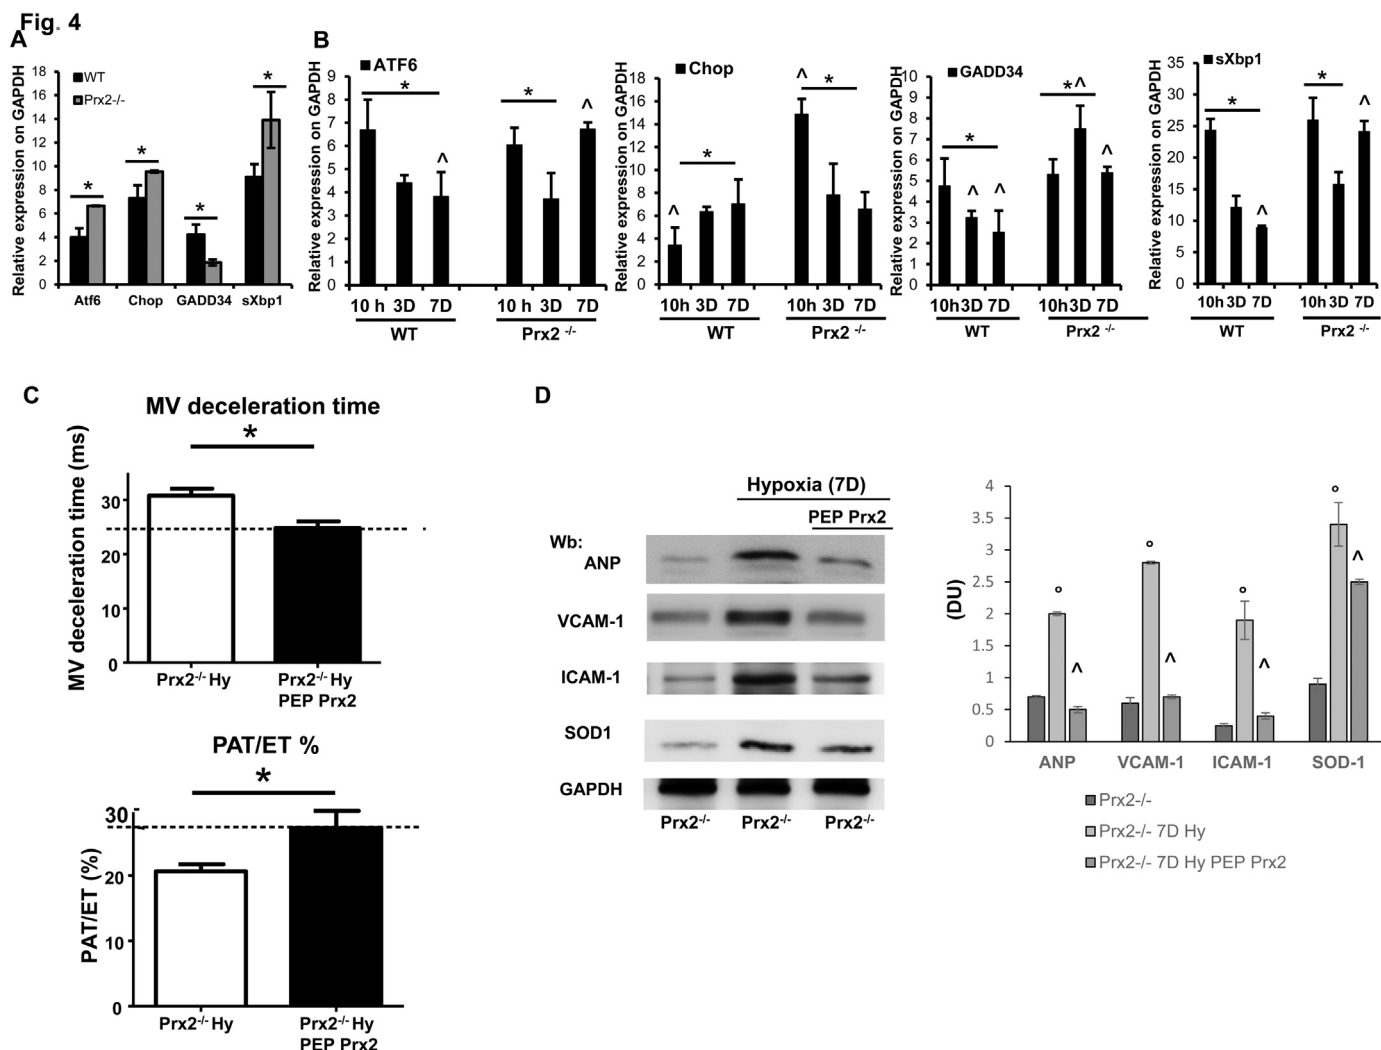 Fig. 4
A
Relative expression on GAPDH
18
16
14
12
10
8
6
4
2
0
WT
Prx2-/-
*
*
*
*
Atf6 Chop GADD34 sXbp1
B
Relative expression on GAPDH
9
8
7
6
5
4
3
2
1
0
ATF6
* * ^ ^
10 h 3D 7D 10 h 3D 7D
WT Prx2 -/-
Relative expression on GAPDH
18
16
14
12
10
8
6
4
2
0
Chop
^ * ^ *
10h 3D 7D 10h 3D 7D
WT Prx2 -/-
Relative expression on GAPDH
10
9
8
7
6
5
4
3
2
1
0
GADD34
* ^ ^ * ^ ^
10h 3D 7D 10h 3D 7D
WT Prx2 -/-
Relative expression on GAPDH
25
20
15
10
5
0
30
35
40
45
sXbp1
* ^ * ^
10h 3D 7D 10h 3D 7D
WT Prx2 -/-
C
MV deceleration time
*
MV deceleration time (ms)
30
20
10
0
Prx2-/- Hy Prx2-/- Hy
PEP Prx2
PAT/ET %
*
PAT/ET (%)
30
20
10
0
Prx2-/- Hy Prx2-/- Hy
PEP Prx2
D
Hypoxia (7D)
PEP Prx2
Wb:
ANP
VCAM-1
ICAM-1
SOD1
GAPDH
Prx2-/- Prx2-/- Prx2-/-
(DU)
4
3.5
3
2.5
2
1.5
1
0.5
0
° ^ ° ^ ° ^ ° ^
ANP VCAM-1 ICAM-1 SOD-1
Prx2-/-
Prx2-/- 7D Hy
Prx2-/- 7D Hy PEP Prx2